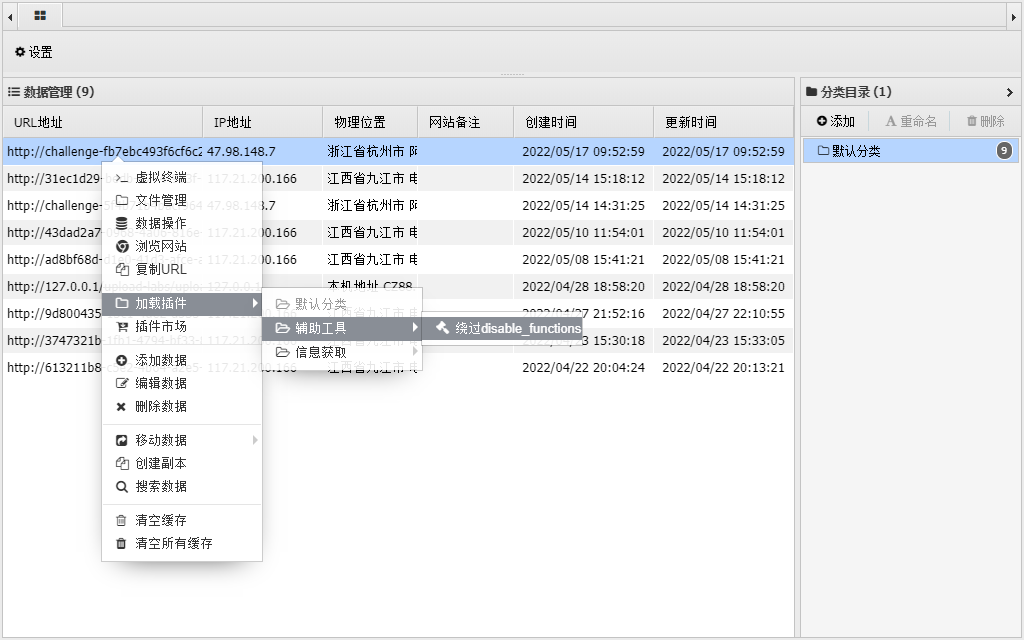 设置
数据管理 (9)
分类目录 (1)
URL地址 IP地址 物理位置 网站备注 创建时间 更新时间
添加 重命名 删除
http://challenge-fb7ebc493f6cf6c2 47.98.148.7 浙江省杭州市 2022/05/17 09:52:59 2022/05/17 09:52:59
默认分类 9
http://31ec1d29- 117.21.200.166 江西省九江市 电 2022/05/14 15:18:12 2022/05/14 15:18:12
http://challenge- 47.98.148.7 浙江省杭州市 2022/05/14 14:31:25 2022/05/14 14:31:25
http://43dad2a7- 117.21.200.166 江西省九江市 电 2022/05/10 11:54:01 2022/05/10 11:54:01
http://ad8bf68d- 117.21.200.166 江西省九江市 电 2022/05/08 15:41:21 2022/05/08 15:41:21
http://127.0.0.1/ 127.0.0.1 本机地址 CZ88 2022/04/28 18:58:20 2022/04/28 18:58:20
http://9d800435 21:52:16 2022/04/27 22:10:55
http://3747321b 15:30:18 2022/04/23 15:33:05
http://613211b8 117.21.200.166 江西省九江市 电 2022/04/22 20:04:24 2022/04/22 20:13:21
虚拟终端
文件管理
数据操作
浏览网站
复制URL
加载插件
插件市场
添加数据
编辑数据
删除数据
移动数据
创建副本
搜索数据
清空缓存
清空所有缓存
默认分类
辅助工具
信息获取
绕过disable_functions